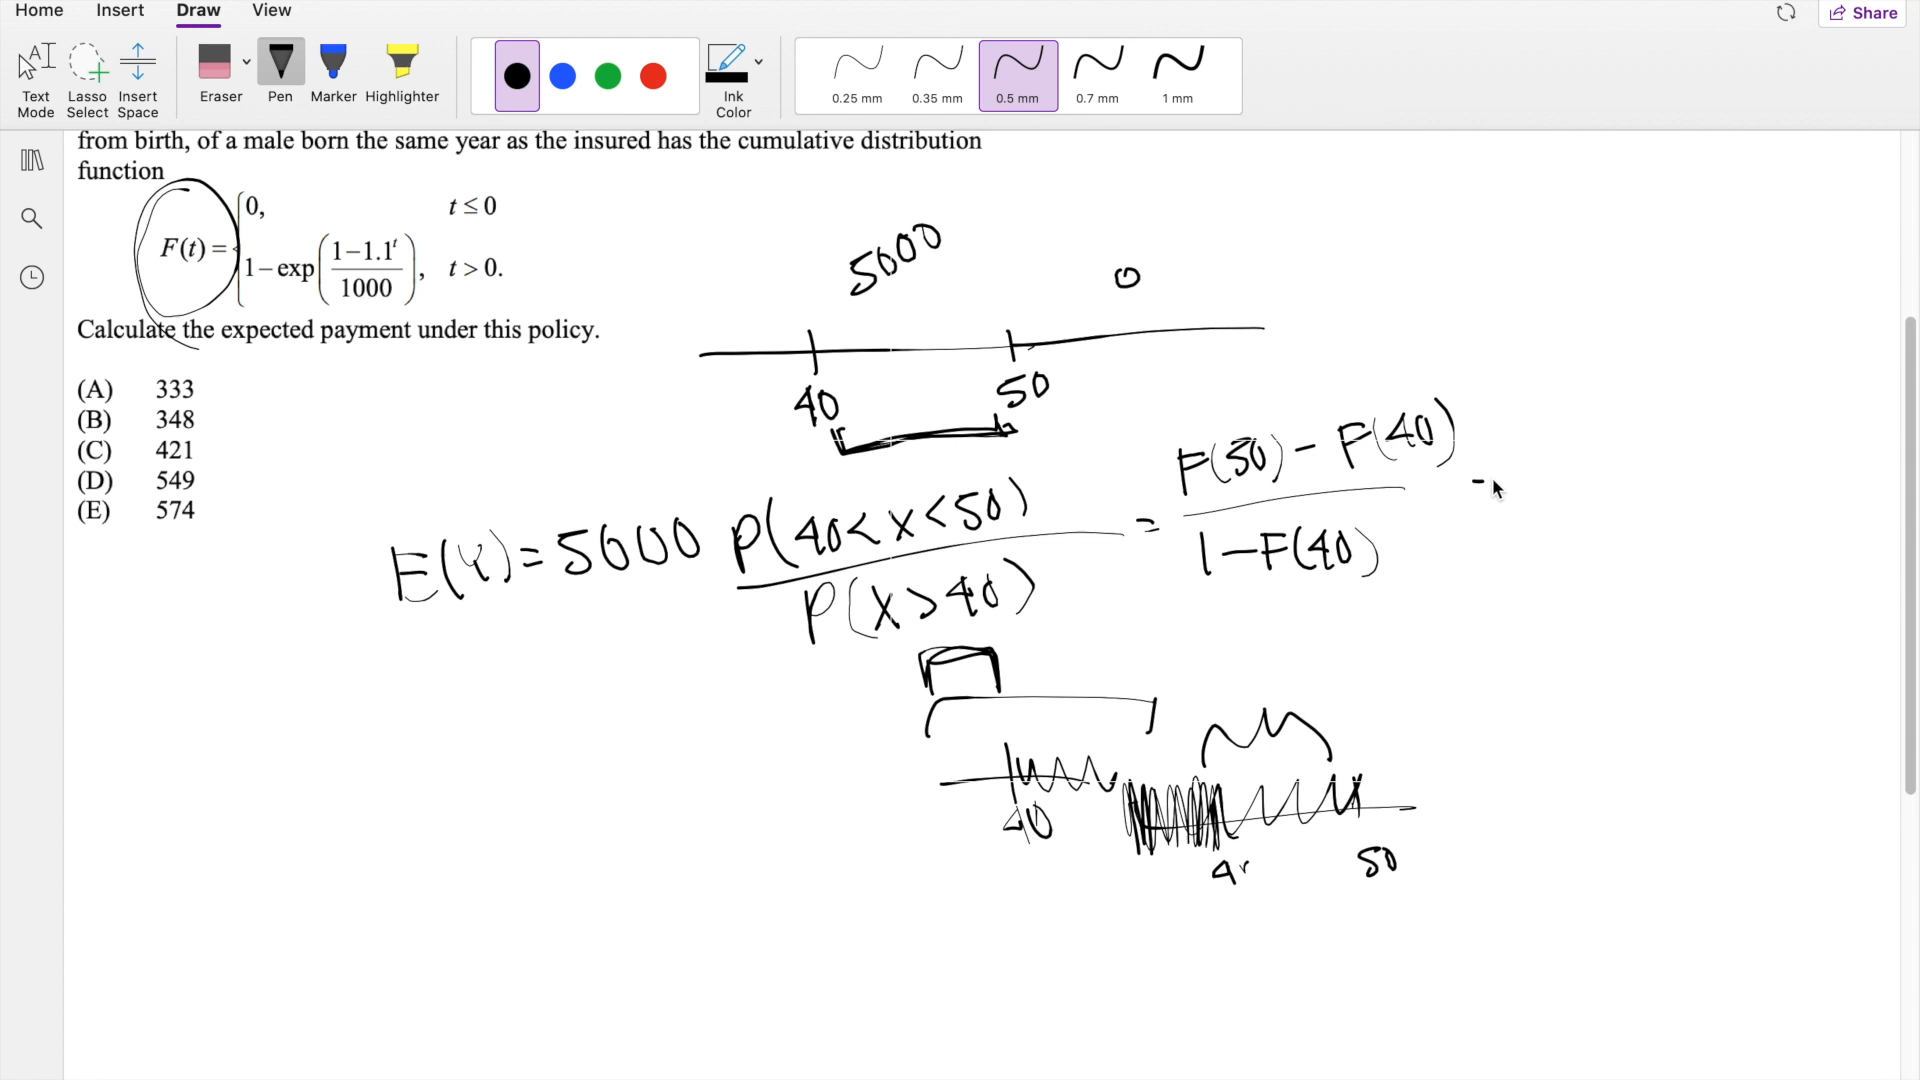 Home Insert Draw View Share
Text Mode Lasso Select Insert Space Eraser Pen Marker Highlighter Ink Color 0.25 mm 0.35 mm 0.5 mm 0.7 mm 1 mm
from birth, of a male born the same year as the insured has the cumulative distribution
function
0, t ≤ 0
F(t) =
1−exp((1−1.1^t)/1000), t > 0.
Calculate the expected payment under this policy.
(A) 333
(B) 348
(C) 421
(D) 549
(E) 574
5000 0
40 50
E(Y) = 5000 P(40<X<50) / P(X>40) = F(50) − F(40) / 1−F(40) -
40
50